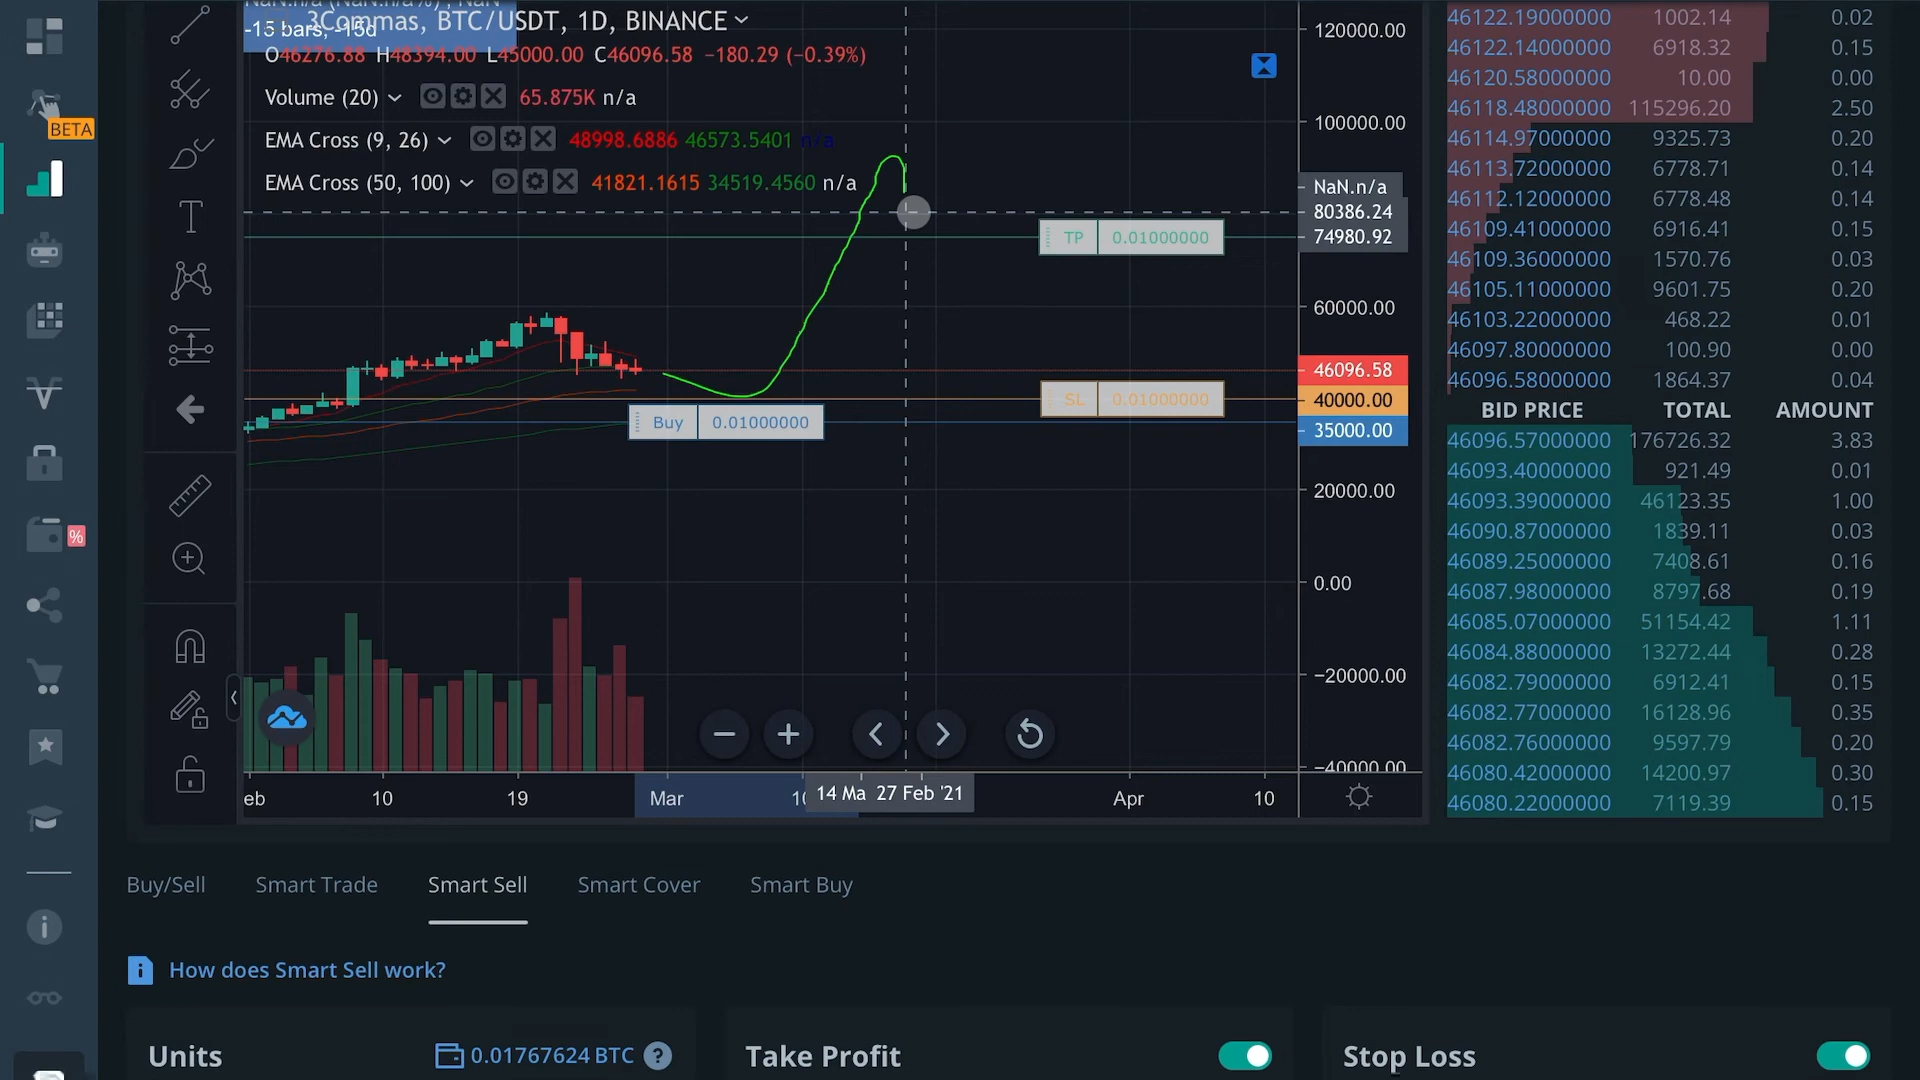 -15 bars, -15d
3Commas, BTC/USDT, 1D, BINANCE
O46276.88 H48394.00 L45000.00 C46096.58 −180.29 (−0.39%)
Volume (20) 65.875K n/a
EMA Cross (9, 26) 48998.6886 46573.5401 n/a
EMA Cross (50, 100) 41821.1615 34519.4560 n/a
BETA
%
TP 0.01000000
SL 0.01000000
Buy 0.01000000
120000.00
100000.00
NaN.n/a
80386.24
74980.92
60000.00
46096.58
40000.00
35000.00
20000.00
0.00
−20000.00
−40000.00
eb 10 19 Mar 10 14 Ma 27 Feb '21 Apr 10
46122.19000000 1002.14 0.02
46122.14000000 6918.32 0.15
46120.58000000 10.00 0.00
46118.48000000 115296.20 2.50
46114.97000000 9325.73 0.20
46113.72000000 6778.71 0.14
46112.12000000 6778.48 0.14
46109.41000000 6916.41 0.15
46109.36000000 1570.76 0.03
46105.11000000 9601.75 0.20
46103.22000000 468.22 0.01
46097.80000000 100.90 0.00
46096.58000000 1864.37 0.04
BID PRICE TOTAL AMOUNT
46096.57000000 176726.32 3.83
46093.40000000 921.49 0.01
46093.39000000 46123.35 1.00
46090.87000000 1839.11 0.03
46089.25000000 7408.61 0.16
46087.98000000 8797.68 0.19
46085.07000000 51154.42 1.11
46084.88000000 13272.44 0.28
46082.79000000 6912.41 0.15
46082.77000000 16128.96 0.35
46082.76000000 9597.79 0.20
46080.42000000 14200.97 0.30
46080.22000000 7119.39 0.15
Buy/Sell Smart Trade Smart Sell Smart Cover Smart Buy
How does Smart Sell work?
Units 0.01767624 BTC ?
Take Profit
Stop Loss